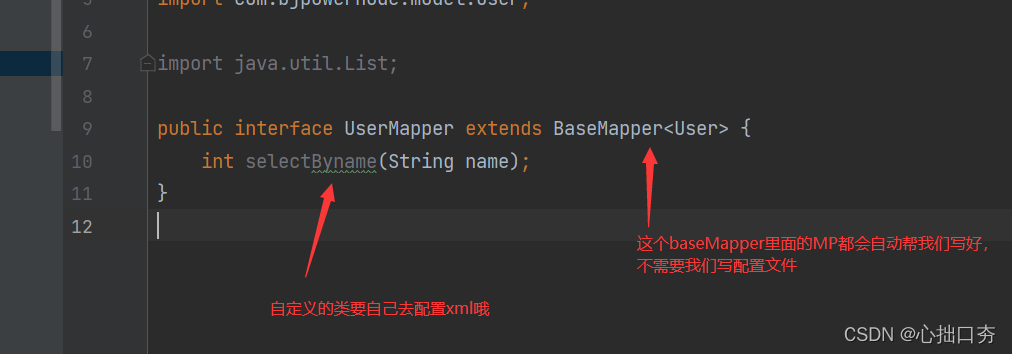 5 import com.bjpowernode.model.User;
6
7 import java.util.List;
8
9 public interface UserMapper extends BaseMapper<User> {
10 int selectByname(String name);
11 }
12
这个baseMapper里面的MP都会自动帮我们写好，
不需要我们写配置文件
自定义的类要自己去配置xml哦
CSDN @心拙口夯